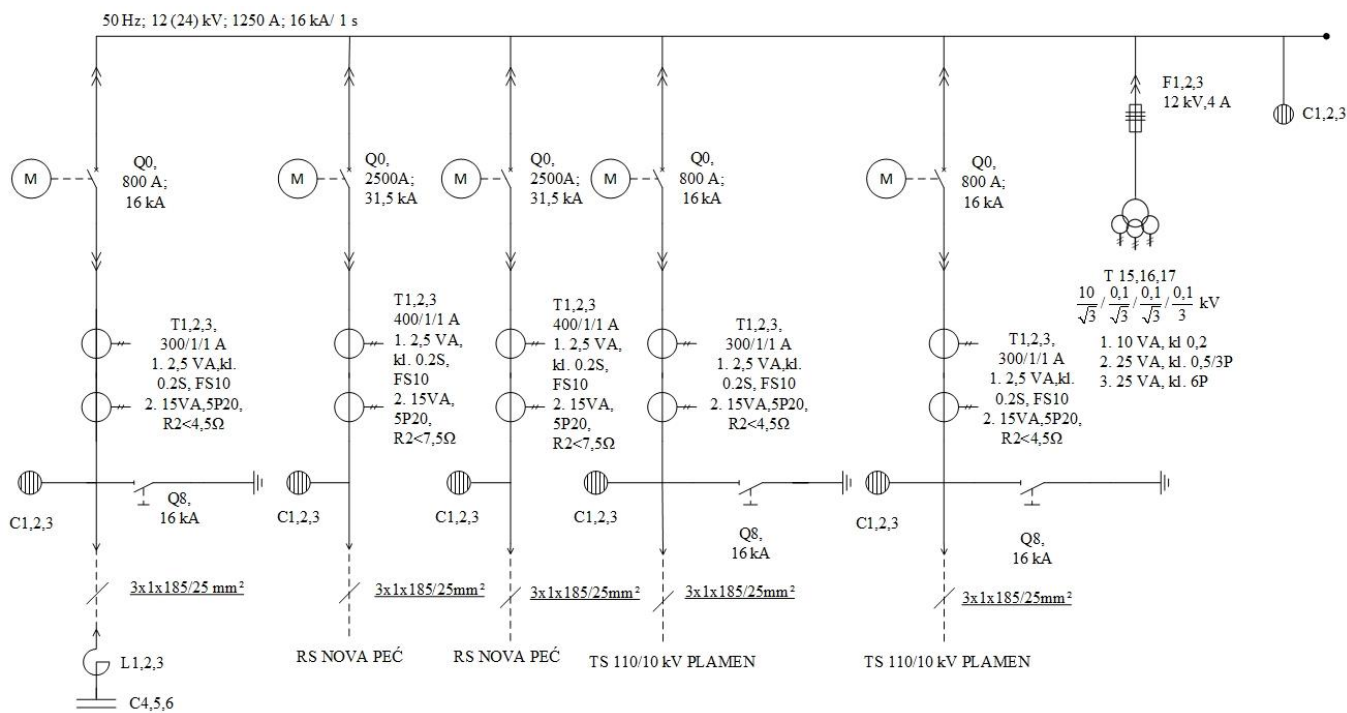 50 Hz; 12 (24) kV; 1250 A; 16 kA/ 1 s
F1,2,3
12 kV,4 A
C1,2,3
M
Q0,
800 A;
16 kA
M
Q0,
2500A;
31,5 kA
M
Q0,
2500A;
31,5 kA
M
Q0,
800 A;
16 kA
M
Q0,
800 A;
16 kA
T 15,16,17
10/√3 / 0,1/√3 / 0,1/√3 / 0,1/3 kV
1. 10 VA, kl 0,2
2. 25 VA, kl. 0,5/3P
3. 25 VA, kl. 6P
T1,2,3,
300/1/1 A
1. 2,5 VA,kl.
0.2S, FS10
2. 15VA,5P20,
R2<4,5Ω
T1,2,3
400/1/1 A
1. 2,5 VA,
kl. 0.2S,
FS10
2. 15VA,
5P20,
R2<7,5Ω
T1,2,3
400/1/1 A
1. 2,5 VA,
kl. 0.2S,
FS10
2. 15VA,
5P20,
R2<7,5Ω
T1,2,3,
300/1/1 A
1. 2,5 VA,kl.
0.2S, FS10
2. 15VA,5P20,
R2<4,5Ω
T1,2,3,
300/1/1 A
1. 2,5 VA,kl.
0.2S, FS10
2. 15VA,5P20,
R2<4,5Ω
C1,2,3
Q8,
16 kA
C1,2,3
C1,2,3
C1,2,3
Q8,
16 kA
C1,2,3
Q8,
16 kA
3x1x185/25 mm²
3x1x185/25mm²
3x1x185/25mm²
3x1x185/25mm²
3x1x185/25mm²
L1,2,3
C4,5,6
RS NOVA PEĆ
RS NOVA PEĆ
TS 110/10 kV PLAMEN
TS 110/10 kV PLAMEN